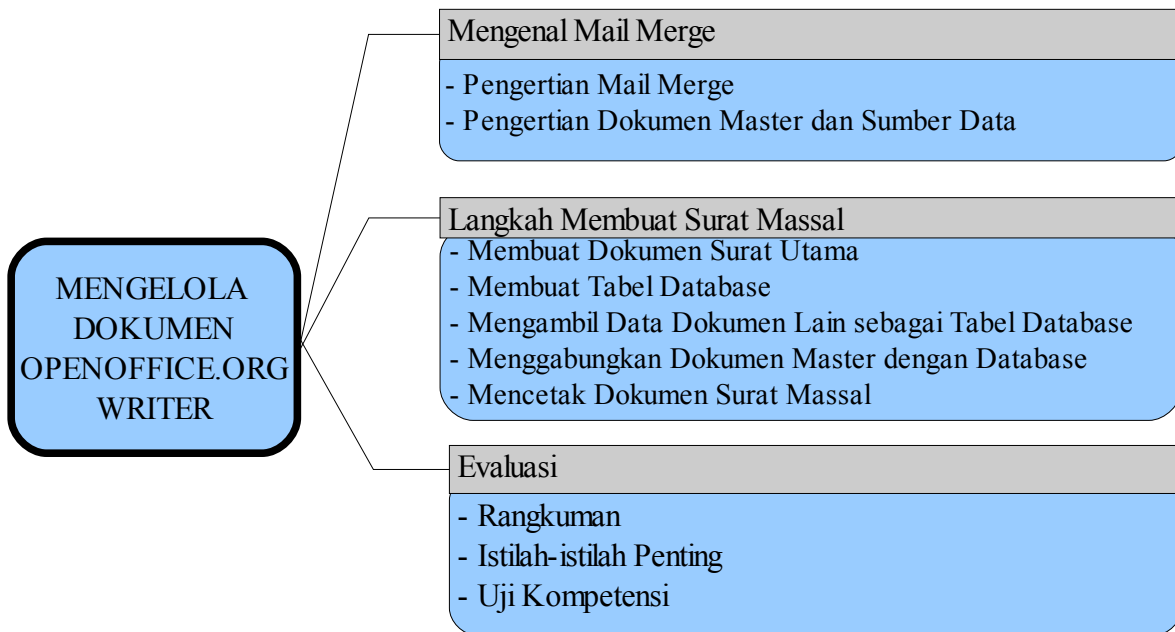 MENGELOLA
DOKUMEN
OPENOFFICE.ORG
WRITER
Mengenal Mail Merge
- Pengertian Mail Merge
- Pengertian Dokumen Master dan Sumber Data
Langkah Membuat Surat Massal
- Membuat Dokumen Surat Utama
- Membuat Tabel Database
- Mengambil Data Dokumen Lain sebagai Tabel Database
- Menggabungkan Dokumen Master dengan Database
- Mencetak Dokumen Surat Massal
Evaluasi
- Rangkuman
- Istilah-istilah Penting
- Uji Kompetensi